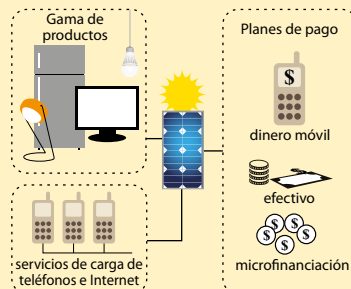 Gama de
productos
servicios de carga de
teléfonos e Internet
Planes de pago
$
dinero móvil
efectivo
$ $ $
$ $
microfinanciación